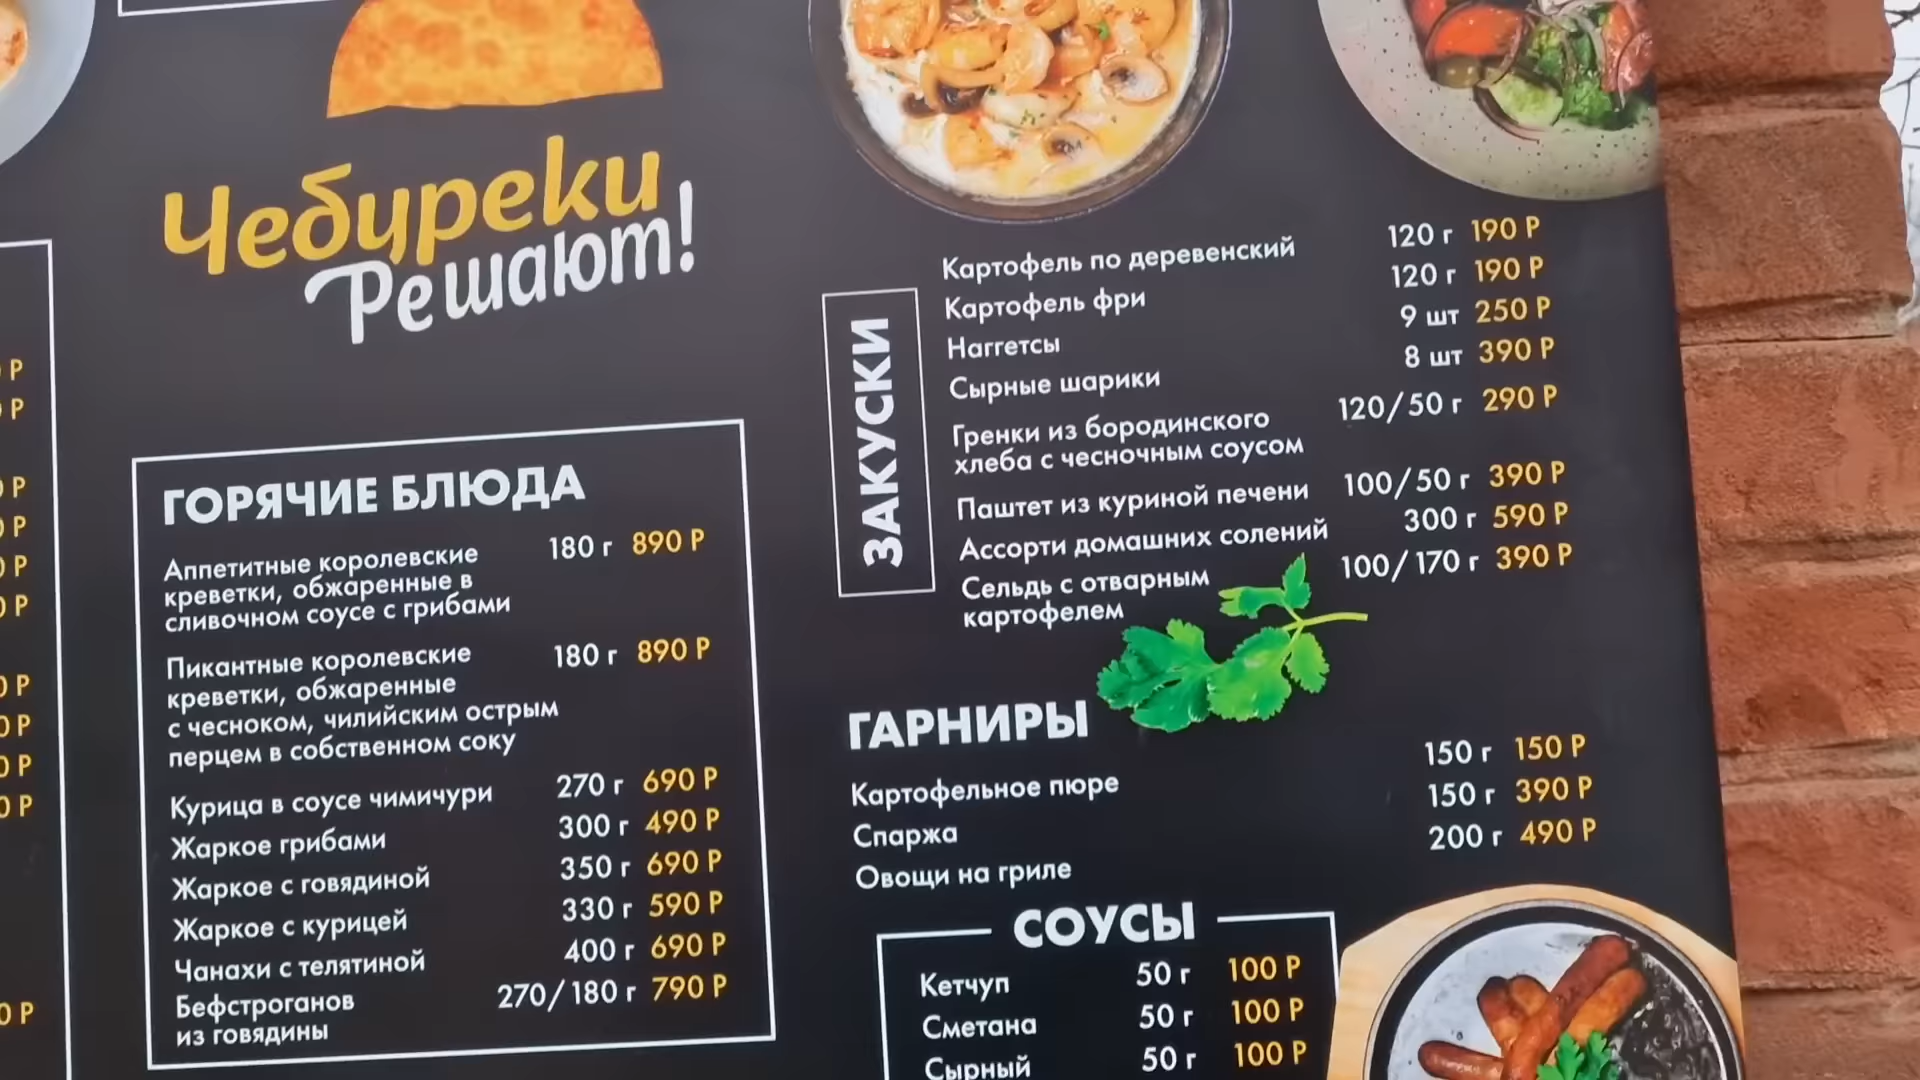 Чебуреки
Решают!
ГОРЯЧИЕ БЛЮДА
Аппетитные королевские 180 г 890 Р
креветки, обжаренные в
сливочном соусе с грибами
Пикантные королевские 180 г 890 Р
креветки, обжаренные
с чесноком, чилийским острым
перцем в собственном соку
Курица в соусе чимичури 270 г 690 Р
Жаркое грибами 300 г 490 Р
Жаркое с говядиной 350 г 690 Р
Жаркое с курицей 330 г 590 Р
Чанахи с телятиной 400 г 690 Р
Бефстроганов 270/180 г 790 Р
из говядины
ЗАКУСКИ
Картофель по деревенский 120 г 190 Р
Картофель фри 120 г 190 Р
Наггетсы 9 шт 250 Р
Сырные шарики 8 шт 390 Р
Гренки из бородинского 120/50 г 290 Р
хлеба с чесночным соусом
Паштет из куриной печени 100/50 г 390 Р
Ассорти домашних солений 300 г 590 Р
Сельдь с отварным 100/170 г 390 Р
картофелем
ГАРНИРЫ
Картофельное пюре 150 г 150 Р
Спаржа 150 г 390 Р
Овощи на гриле 200 г 490 Р
СОУСЫ
Кетчуп 50 г 100 Р
Сметана 50 г 100 Р
Сырный 50 г 100 Р